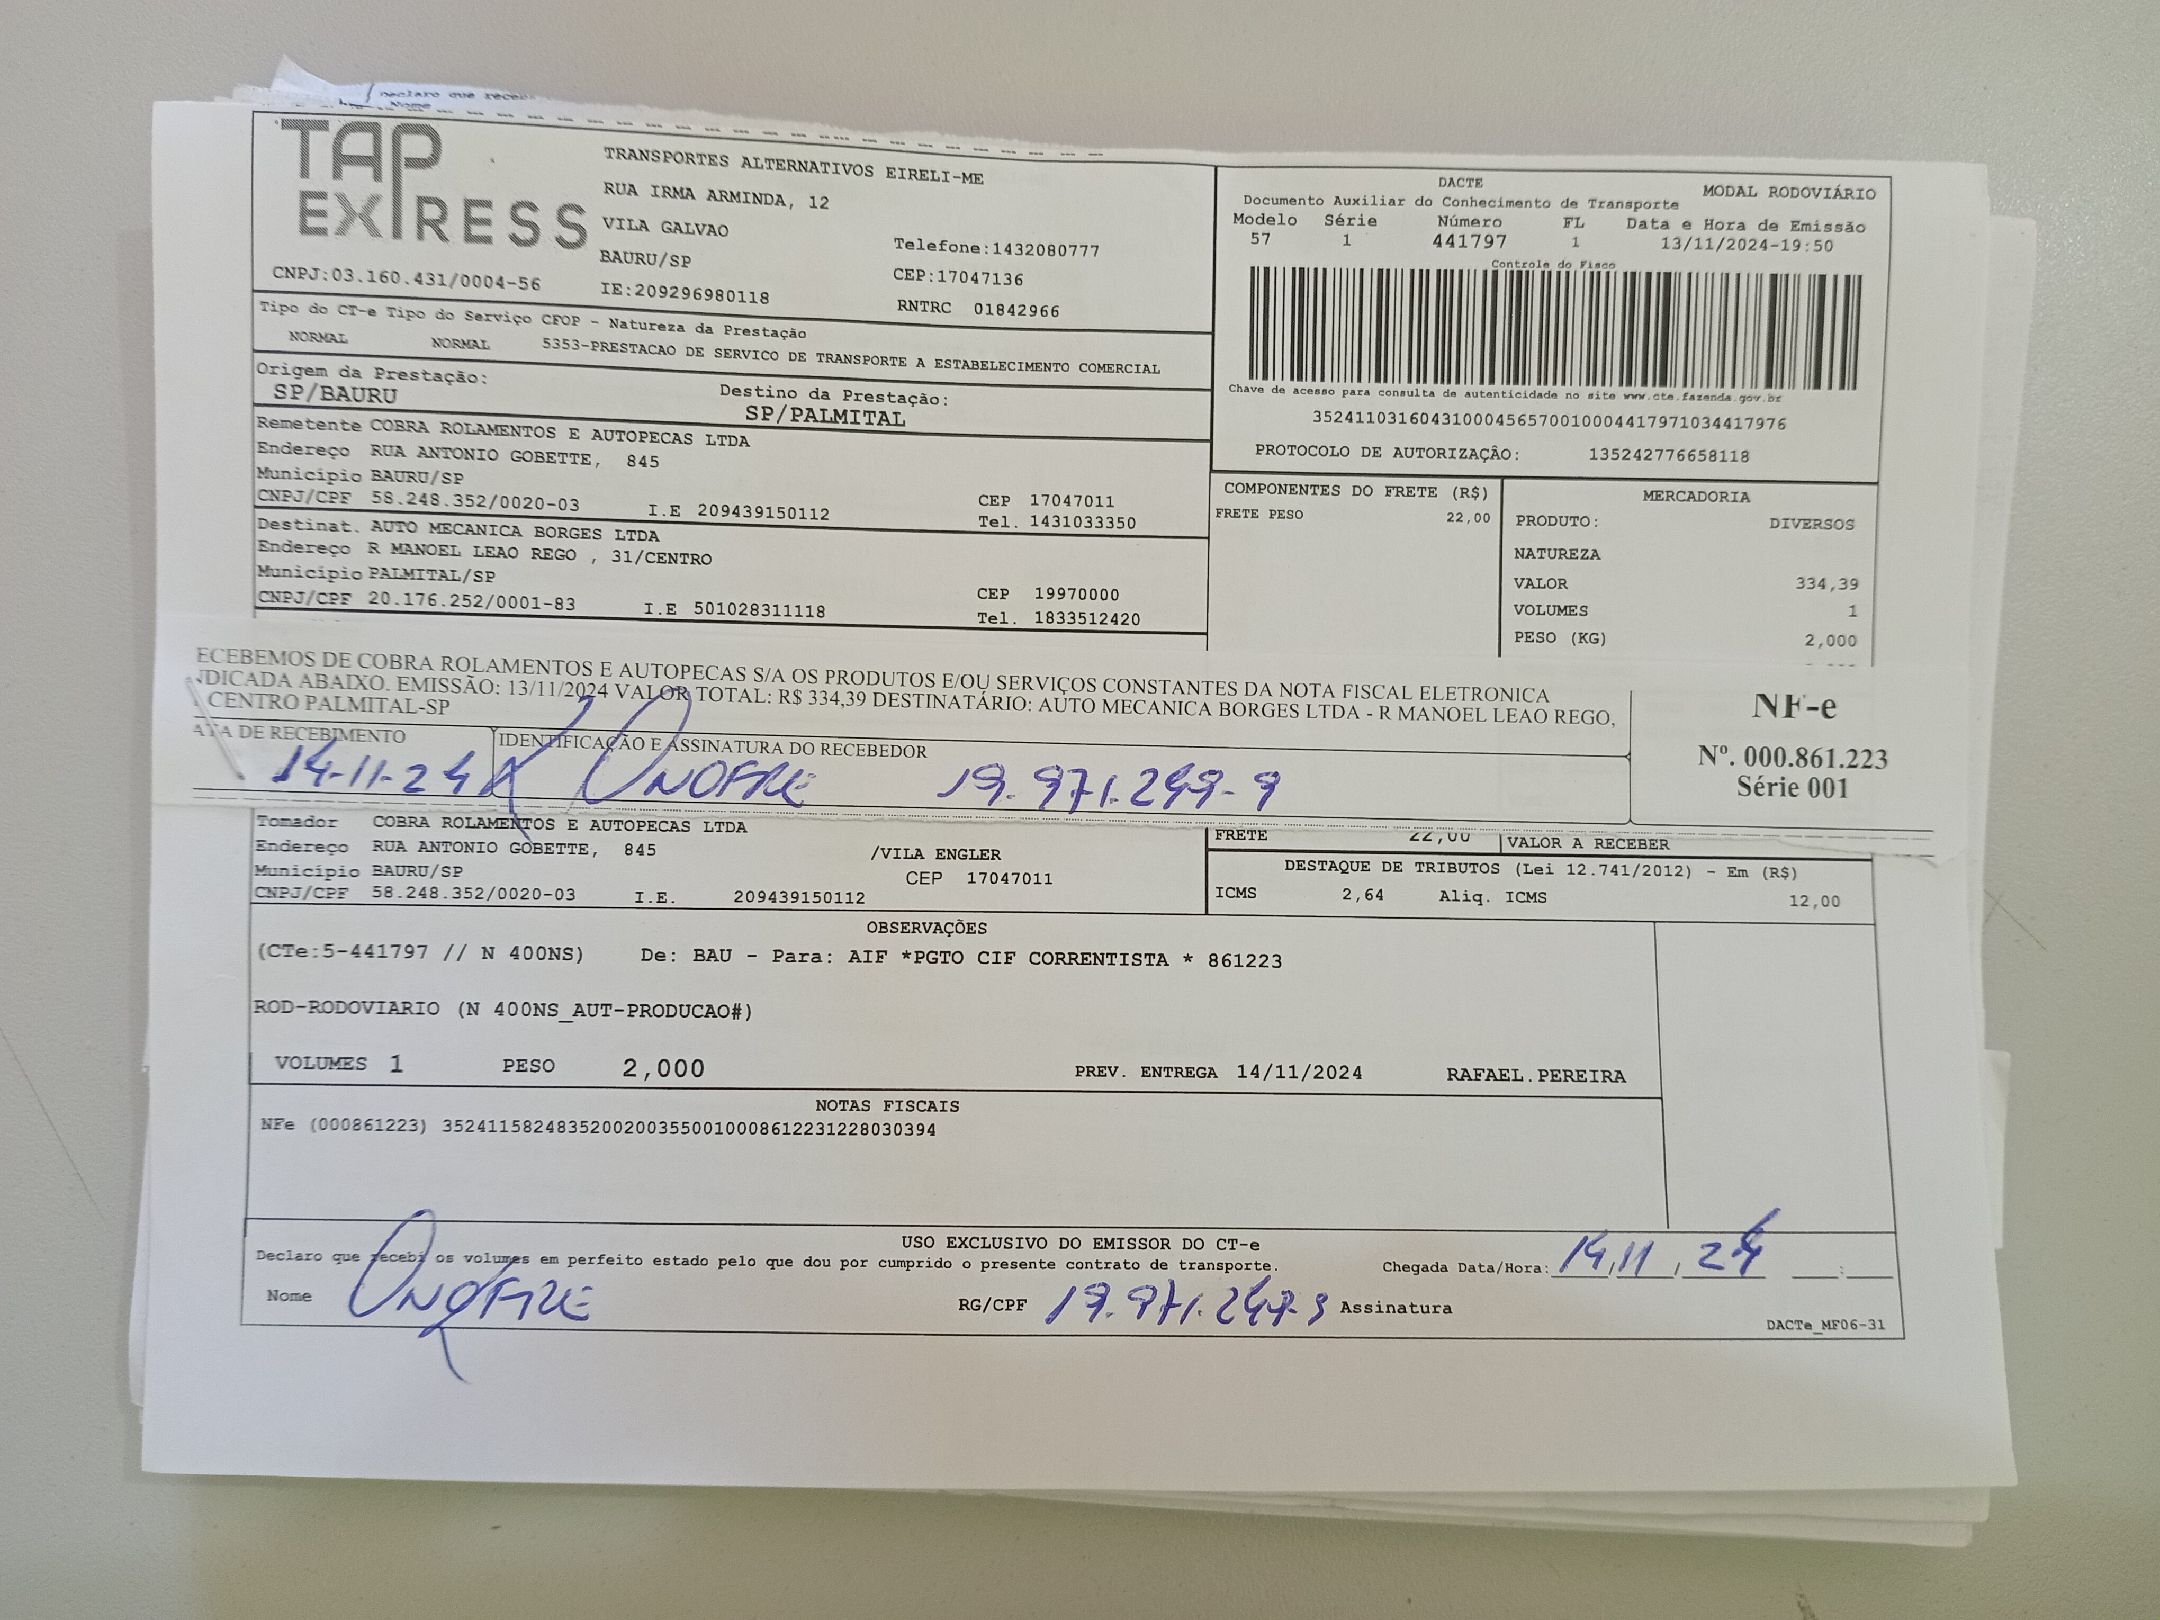 Declaro que receb
Nome
TAP
EXPRESS
CNPJ:03.160.431/0004-56
TRANSPORTES ALTERNATIVOS EIRELI-ME
RUA IRMA ARMINDA, 12
VILA GALVAO
BAURU/SP
IE:209296980118
Telefone:1432080777
CEP:17047136
RNTRC 01842966
DACTE
MODAL RODOVIÁRIO
Documento Auxiliar do Conhecimento de Transporte
Modelo Série Número FL Data e Hora de Emissão
57 1 441797 1 13/11/2024-19:50
Controle do Fisco
Chave de acesso para consulta de autenticidade no site www.cte.fazenda.gov.br
35241103160431000456570010004417971034417976
PROTOCOLO DE AUTORIZAÇÃO: 135242776658118
Tipo do CT-e Tipo do Serviço CFOP - Natureza da Prestação
NORMAL NORMAL 5353-PRESTACAO DE SERVICO DE TRANSPORTE A ESTABELECIMENTO COMERCIAL
Origem da Prestação: Destino da Prestação:
SP/BAURU SP/PALMITAL
Remetente COBRA ROLAMENTOS E AUTOPECAS LTDA
Endereço RUA ANTONIO GOBETTE, 845
Município BAURU/SP CEP 17047011
CNPJ/CPF 58.248.352/0020-03 I.E 209439150112 Tel. 1431033350
Destinat. AUTO MECANICA BORGES LTDA
Endereço R MANOEL LEAO REGO , 31/CENTRO
Município PALMITAL/SP CEP 19970000
CNPJ/CPF 20.176.252/0001-83 I.E 501028311118 Tel. 1833512420
COMPONENTES DO FRETE (R$)
FRETE PESO 22,00
MERCADORIA
PRODUTO: DIVERSOS
NATUREZA
VALOR 334,39
VOLUMES 1
PESO (KG) 2,000
ECEBEMOS DE COBRA ROLAMENTOS E AUTOPECAS S/A OS PRODUTOS E/OU SERVIÇOS CONSTANTES DA NOTA FISCAL ELETRONICA
NDICADA ABAIXO. EMISSÃO: 13/11/2024 VALOR TOTAL: R$ 334,39 DESTINATÁRIO: AUTO MECANICA BORGES LTDA - R MANOEL LEAO REGO,
CENTRO PALMITAL-SP
ATA DE RECEBIMENTO IDENTIFICAÇÃO E ASSINATURA DO RECEBEDOR
14-11-24 ONOFRE 19.971.249-9
NF-e
Nº. 000.861.223
Série 001
Tomador COBRA ROLAMENTOS E AUTOPECAS LTDA
Endereço RUA ANTONIO GOBETTE, 845 /VILA ENGLER
Município BAURU/SP CEP 17047011
CNPJ/CPF 58.248.352/0020-03 I.E. 209439150112
FRETE 22,00 VALOR A RECEBER
DESTAQUE DE TRIBUTOS (Lei 12.741/2012) - Em (R$)
ICMS 2,64 Aliq. ICMS 12,00
OBSERVAÇÕES
(CTe:5-441797 // N 400NS) De: BAU - Para: AIF *PGTO CIF CORRENTISTA * 861223
ROD-RODOVIARIO (N 400NS_AUT-PRODUCAO#)
VOLUMES 1 PESO 2,000 PREV. ENTREGA 14/11/2024 RAFAEL.PEREIRA
NOTAS FISCAIS
NFe (000861223) 35241158248352002003550010008612231228030394
USO EXCLUSIVO DO EMISSOR DO CT-e
Declaro que recebi os volumes em perfeito estado pelo que dou por cumprido o presente contrato de transporte. Chegada Data/Hora: 14/11/24 :
Nome ONOFRE RG/CPF 19.971.249-9 Assinatura
DACTe_MF06-31